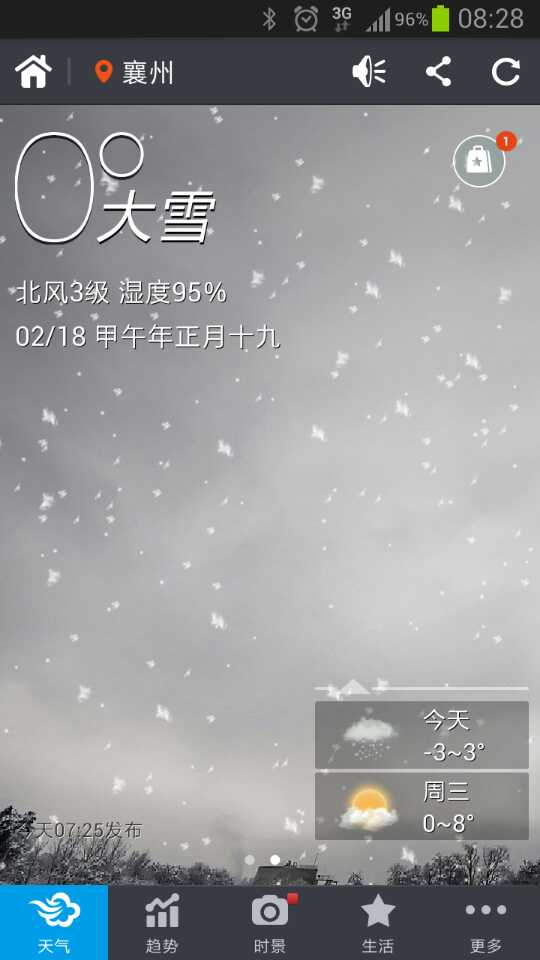 3G 96% 08:28
襄州
1
0°
大雪
北风3级 湿度95%
02/18 甲午年正月十九
今天
-3~3°
周三
0~8°
今天07:25发布
天气 趋势 时景 生活 更多